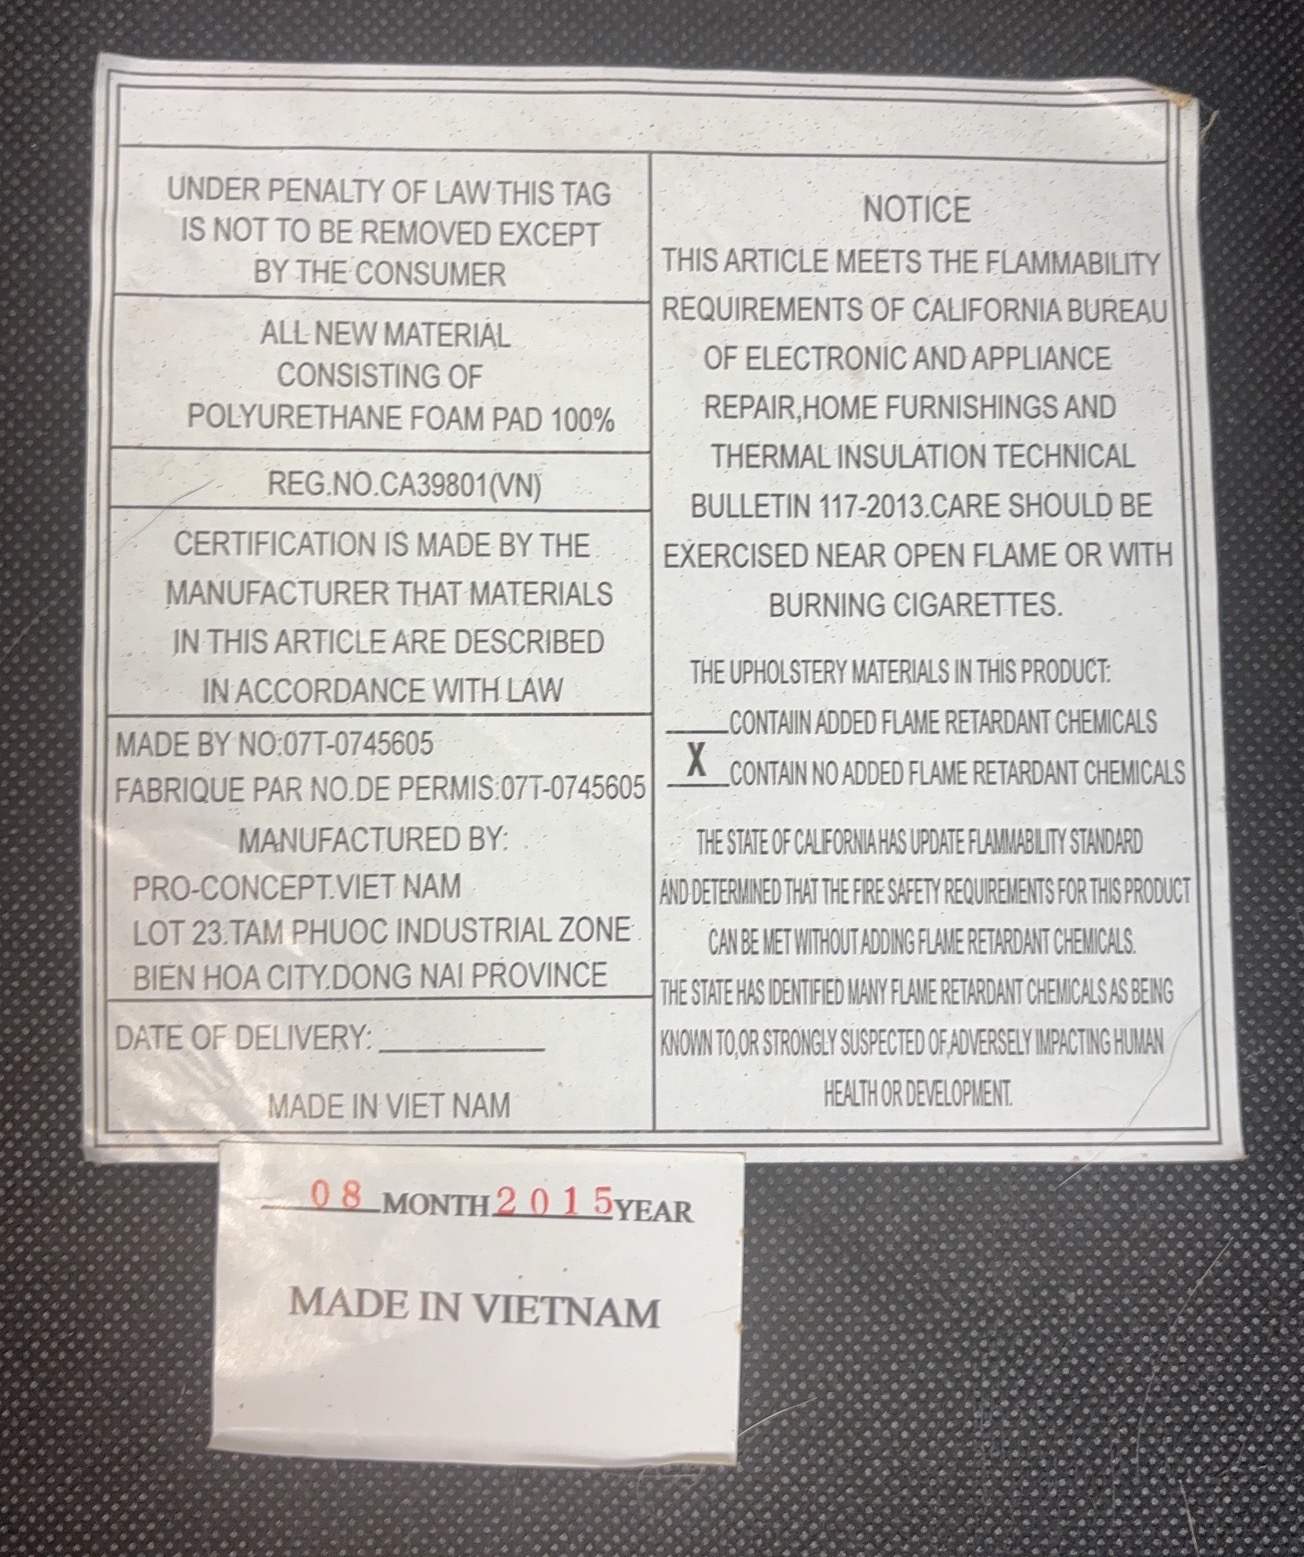 UNDER PENALTY OF LAW THIS TAG
IS NOT TO BE REMOVED EXCEPT
BY THE CONSUMER
ALL NEW MATERIAL
CONSISTING OF
POLYURETHANE FOAM PAD 100%
REG.NO.CA39801(VN)
CERTIFICATION IS MADE BY THE
MANUFACTURER THAT MATERIALS
IN THIS ARTICLE ARE DESCRIBED
IN ACCORDANCE WITH LAW
MADE BY NO:07T-0745605
FABRIQUE PAR NO.DE PERMIS:07T-0745605
MANUFACTURED BY:
PRO-CONCEPT.VIET NAM
LOT 23.TAM PHUOC INDUSTRIAL ZONE
BIEN HOA CITY.DONG NAI PROVINCE
DATE OF DELIVERY:
MADE IN VIET NAM
NOTICE
THIS ARTICLE MEETS THE FLAMMABILITY
REQUIREMENTS OF CALIFORNIA BUREAU
OF ELECTRONIC AND APPLIANCE
REPAIR,HOME FURNISHINGS AND
THERMAL INSULATION TECHNICAL
BULLETIN 117-2013.CARE SHOULD BE
EXERCISED NEAR OPEN FLAME OR WITH
BURNING CIGARETTES.
THE UPHOLSTERY MATERIALS IN THIS PRODUCT:
____CONTAIIN ADDED FLAME RETARDANT CHEMICALS
X CONTAIN NO ADDED FLAME RETARDANT CHEMICALS
THE STATE OF CALIFORNIA HAS UPDATE FLAMMABILITY STANDARD
AND DETERMINED THAT THE FIRE SAFETY REQUIREMENTS FOR THIS PRODUCT
CAN BE MET WITHOUT ADDING FLAME RETARDANT CHEMICALS.
THE STATE HAS IDENTIFIED MANY FLAME RETARDANT CHEMICALS AS BEING
KNOWN TO,OR STRONGLY SUSPECTED OF,ADVERSELY IMPACTING HUMAN
HEALTH OR DEVELOPMENT.
08 MONTH 2015 YEAR
MADE IN VIETNAM